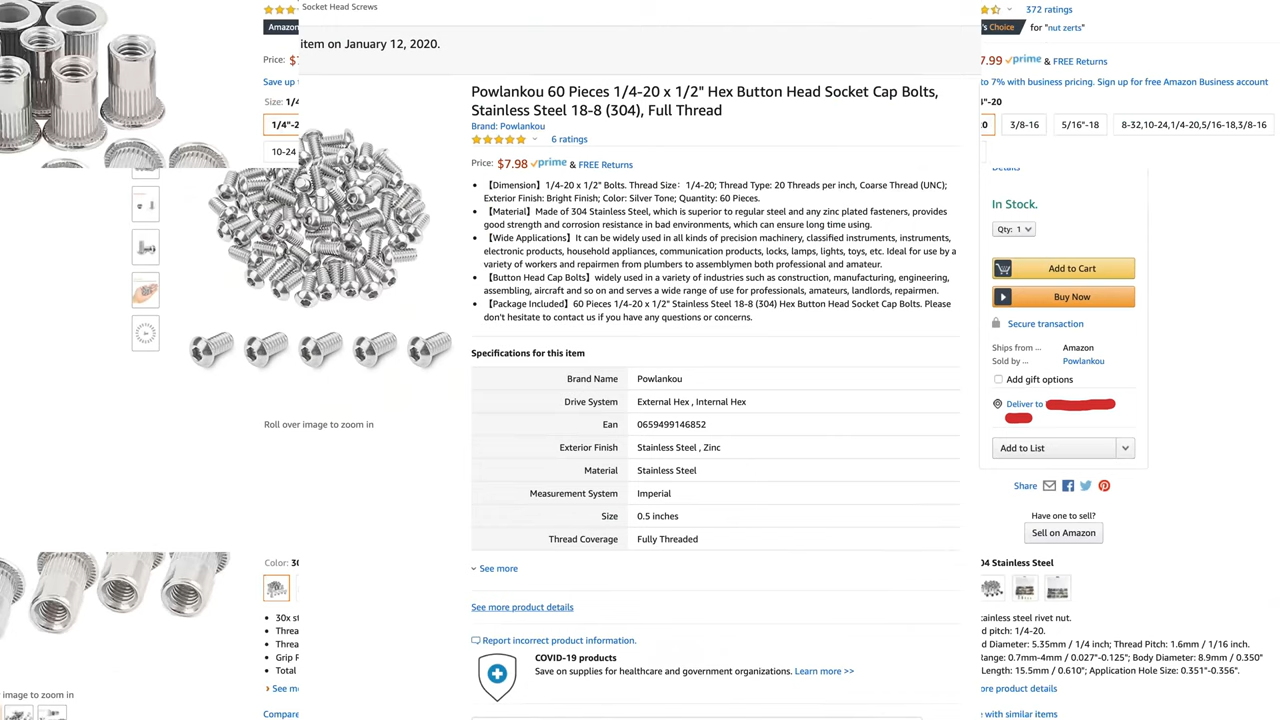 Socket Head Screws
item on January 12, 2020.
Powlankou 60 Pieces 1/4-20 x 1/2" Hex Button Head Socket Cap Bolts,
Stainless Steel 18-8 (304), Full Thread
Brand: Powlankou
6 ratings
Price: $7.98 prime & FREE Returns
【Dimension】1/4-20 x 1/2" Bolts. Thread Size: 1/4-20; Thread Type: 20 Threads per inch, Coarse Thread (UNC);
Exterior Finish: Bright Finish; Color: Silver Tone; Quantity: 60 Pieces.
【Material】Made of 304 Stainless Steel, which is superior to regular steel and any zinc plated fasteners, provides
good strength and corrosion resistance in bad environments, which can ensure long time using.
【Wide Applications】It can be widely used in all kinds of precision machinery, classified instruments, instruments,
electronic products, household appliances, communication products, locks, lamps, lights, toys, etc. Ideal for use by a
variety of workers and repairmen from plumbers to assemblymen both professional and amateur.
【Button Head Cap Bolts】widely used in a variety of industries such as construction, manufacturing, engineering,
assembling, aircraft and so on and serves a wide range of use for professionals, amateurs, landlords, repairmen.
【Package Included】60 Pieces 1/4-20 x 1/2" Stainless Steel 18-8 (304) Hex Button Head Socket Cap Bolts. Please
don't hesitate to contact us if you have any questions or concerns.
Specifications for this item
Brand Name Powlankou
Drive System External Hex , Internal Hex
Ean 0659499146852
Exterior Finish Stainless Steel , Zinc
Material Stainless Steel
Measurement System Imperial
Size 0.5 inches
Thread Coverage Fully Threaded
See more
See more product details
Report incorrect product information.
COVID-19 products
Save on supplies for healthcare and government organizations. Learn more >>
Roll over image to zoom in
Amazon
Price: $
Save up
Size: 1/4
1/4"-2
10-24
Color: 30
30x st
Threa
Threa
Grip R
Total
See m
Compare
image to zoom in
372 ratings
's Choice for "nut zerts"
7.99 prime & FREE Returns
to 7% with business pricing. Sign up for free Amazon Business account
"-20
0 3/8-16 5/16"-18 8-32,10-24,1/4-20,5/16-18,3/8-16
Details
In Stock.
Qty: 1
Add to Cart
Buy Now
Secure transaction
Ships from ... Amazon
Sold by ... Powlankou
Add gift options
Deliver to
Add to List
Share
Have one to sell?
Sell on Amazon
04 Stainless Steel
ainless steel rivet nut.
d pitch: 1/4-20.
d Diameter: 5.35mm / 1/4 inch; Thread Pitch: 1.6mm / 1/16 inch.
ange: 0.7mm-4mm / 0.027"-0.125"; Body Diameter: 8.9mm / 0.350"
Length: 15.5mm / 0.610"; Application Hole Size: 0.351"-0.356".
ore product details
e with similar items